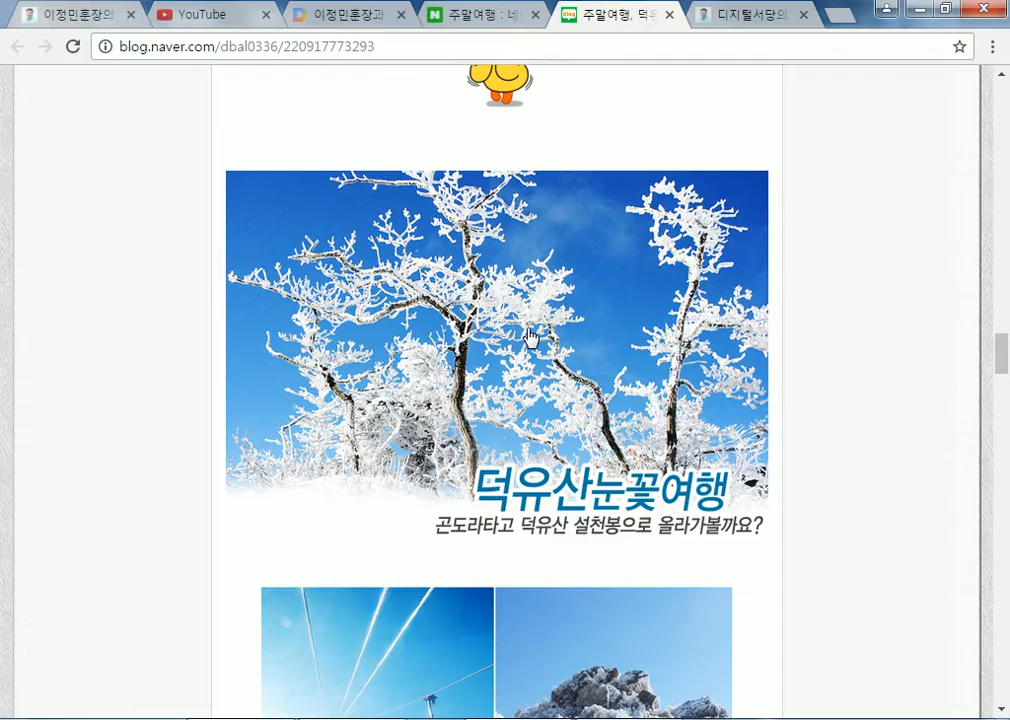 이정민훈장의
YouTube
이정민훈장과
주말여행 : 네이
주말여행, 덕유
디지털서당의
blog.naver.com/dbal0336/220917773293
덕유산눈꽃여행
곤도라타고 덕유산 설천봉으로 올라가볼까요?